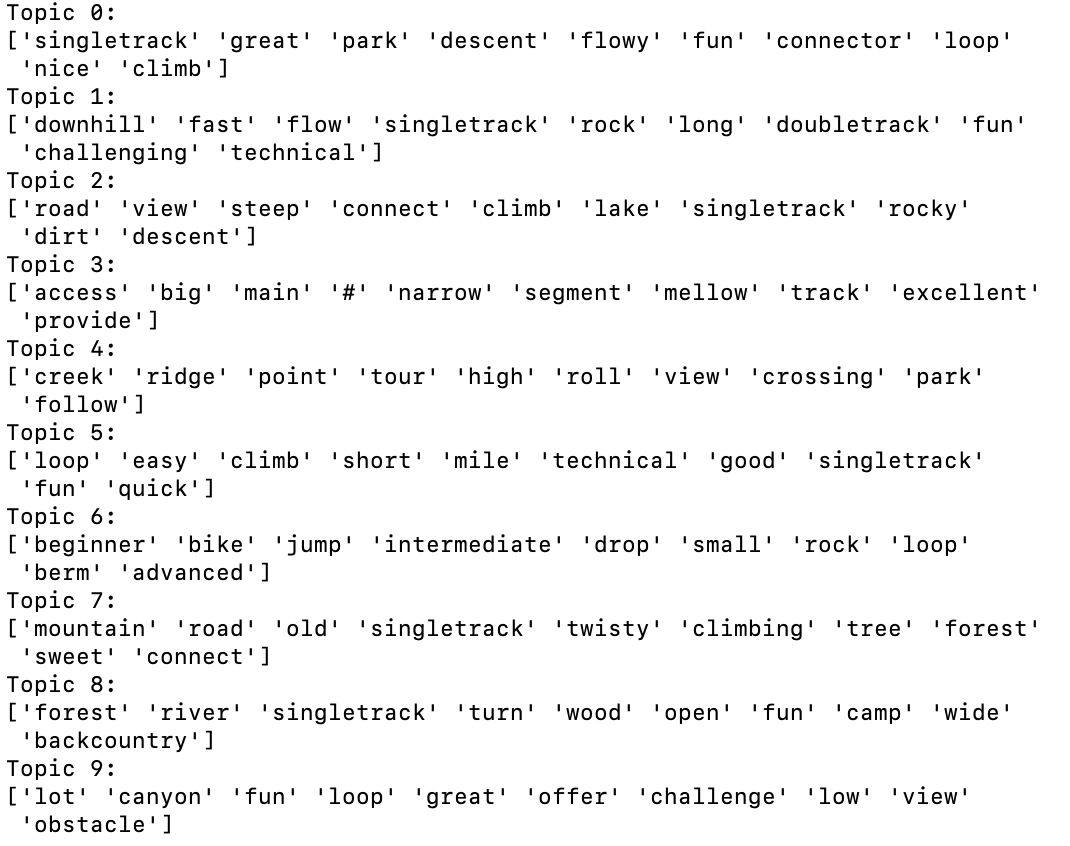 Topic 0:
['singletrack' 'great' 'park' 'descent' 'flowy' 'fun' 'connector' 'loop'
 'nice' 'climb']
Topic 1:
['downhill' 'fast' 'flow' 'singletrack' 'rock' 'long' 'doubletrack' 'fun'
 'challenging' 'technical']
Topic 2:
['road' 'view' 'steep' 'connect' 'climb' 'lake' 'singletrack' 'rocky'
 'dirt' 'descent']
Topic 3:
['access' 'big' 'main' '#' 'narrow' 'segment' 'mellow' 'track' 'excellent'
 'provide']
Topic 4:
['creek' 'ridge' 'point' 'tour' 'high' 'roll' 'view' 'crossing' 'park'
 'follow']
Topic 5:
['loop' 'easy' 'climb' 'short' 'mile' 'technical' 'good' 'singletrack'
 'fun' 'quick']
Topic 6:
['beginner' 'bike' 'jump' 'intermediate' 'drop' 'small' 'rock' 'loop'
 'berm' 'advanced']
Topic 7:
['mountain' 'road' 'old' 'singletrack' 'twisty' 'climbing' 'tree' 'forest'
 'sweet' 'connect']
Topic 8:
['forest' 'river' 'singletrack' 'turn' 'wood' 'open' 'fun' 'camp' 'wide'
 'backcountry']
Topic 9:
['lot' 'canyon' 'fun' 'loop' 'great' 'offer' 'challenge' 'low' 'view'
 'obstacle']